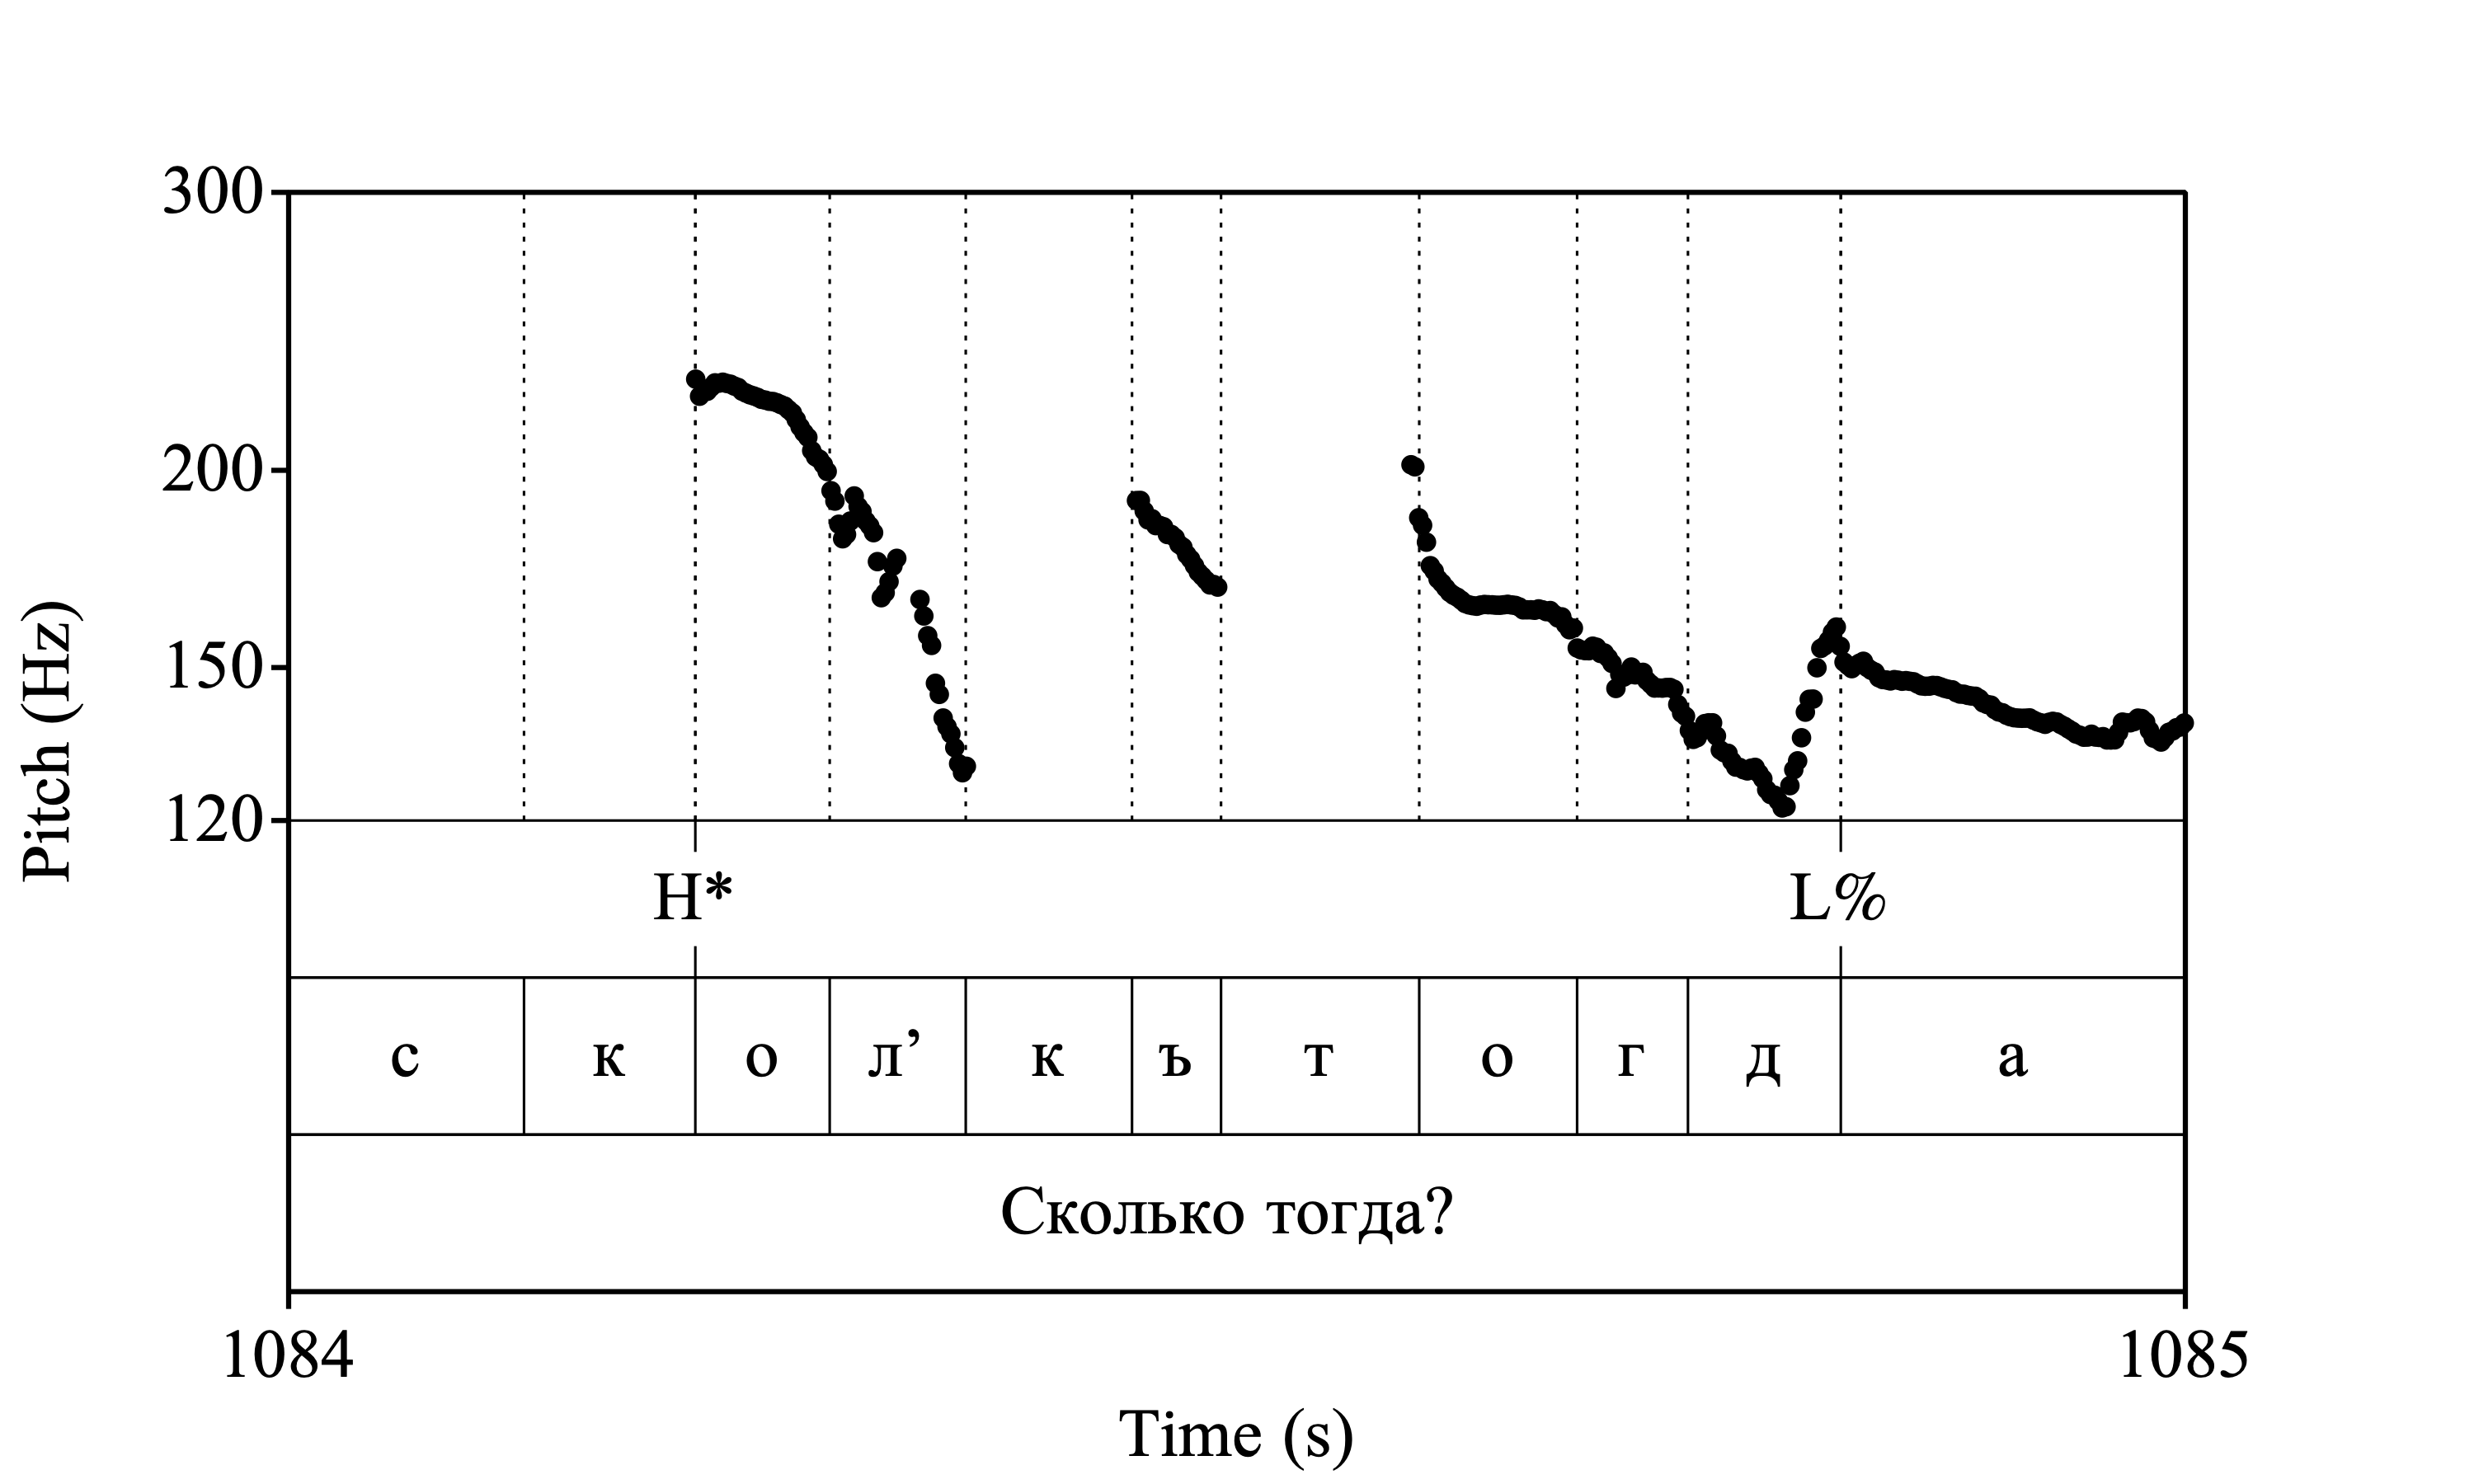 300
200
150
120
Pitch (Hz)
H* L%
с к о л’ к ъ т о г д а
Сколько тогда?
1084 1085
Time (s)